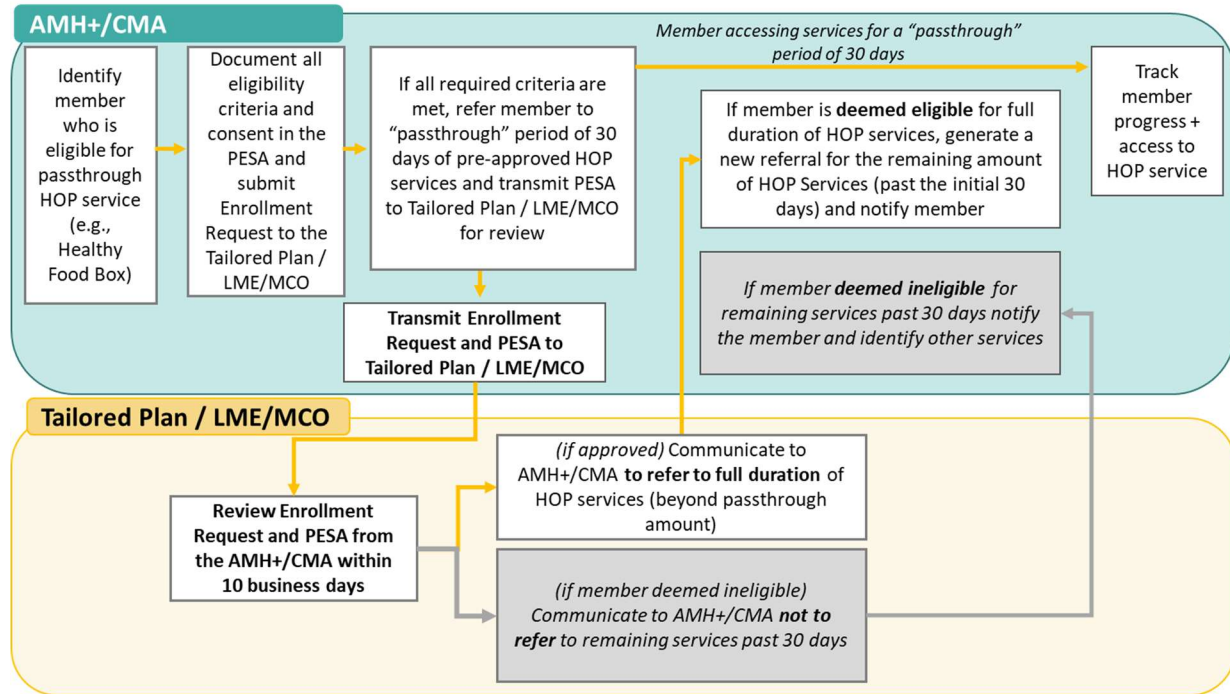 AMH+/CMA
Identify
member
who is
eligible for
passthrough
HOP service
(e.g.,
Healthy
Food Box)
Document all
eligibility
criteria and
consent in the
PESA and
submit
Enrollment
Request to the
Tailored Plan /
LME/MCO
If all required criteria are
met, refer member to
“passthrough” period of 30
days of pre-approved HOP
services and transmit PESA
to Tailored Plan / LME/MCO
for review
Member accessing services for a “passthrough”
period of 30 days
Track
member
progress +
access to
HOP service
If member is deemed eligible for full
duration of HOP services, generate a
new referral for the remaining amount
of HOP Services (past the initial 30
days) and notify member
If member deemed ineligible for
remaining services past 30 days notify
the member and identify other services
Transmit Enrollment
Request and PESA to
Tailored Plan / LME/MCO
Tailored Plan / LME/MCO
Review Enrollment
Request and PESA from
the AMH+/CMA within
10 business days
(if approved) Communicate to
AMH+/CMA to refer to full duration of
HOP services (beyond passthrough
amount)
(if member deemed ineligible)
Communicate to AMH+/CMA not to
refer to remaining services past 30 days